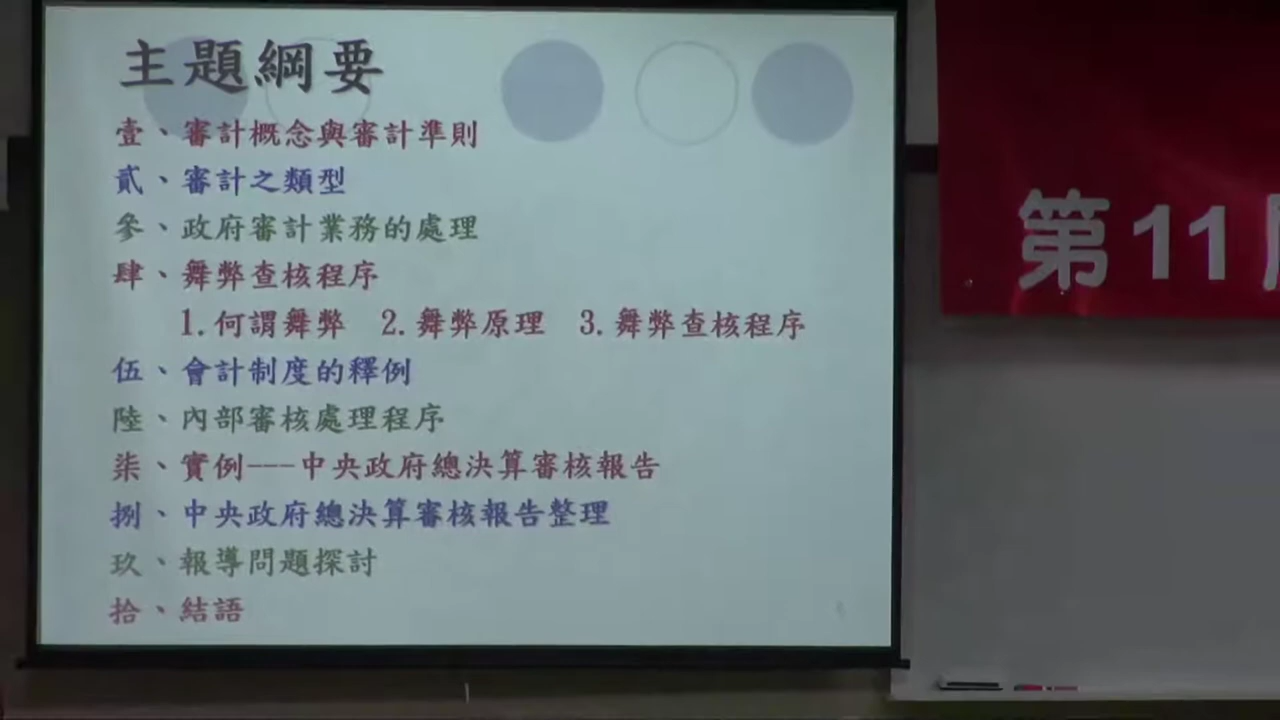 主題綱要
壹、審計概念與審計準則
貳、審計之類型
參、政府審計業務的處理
肆、舞弊查核程序
1.何謂舞弊 2.舞弊原理 3.舞弊查核程序
伍、會計制度的釋例
陸、內部審核處理程序
柒、實例---中央政府總決算審核報告
捌、中央政府總決算審核報告整理
玖、報導問題探討
拾、結語
第11